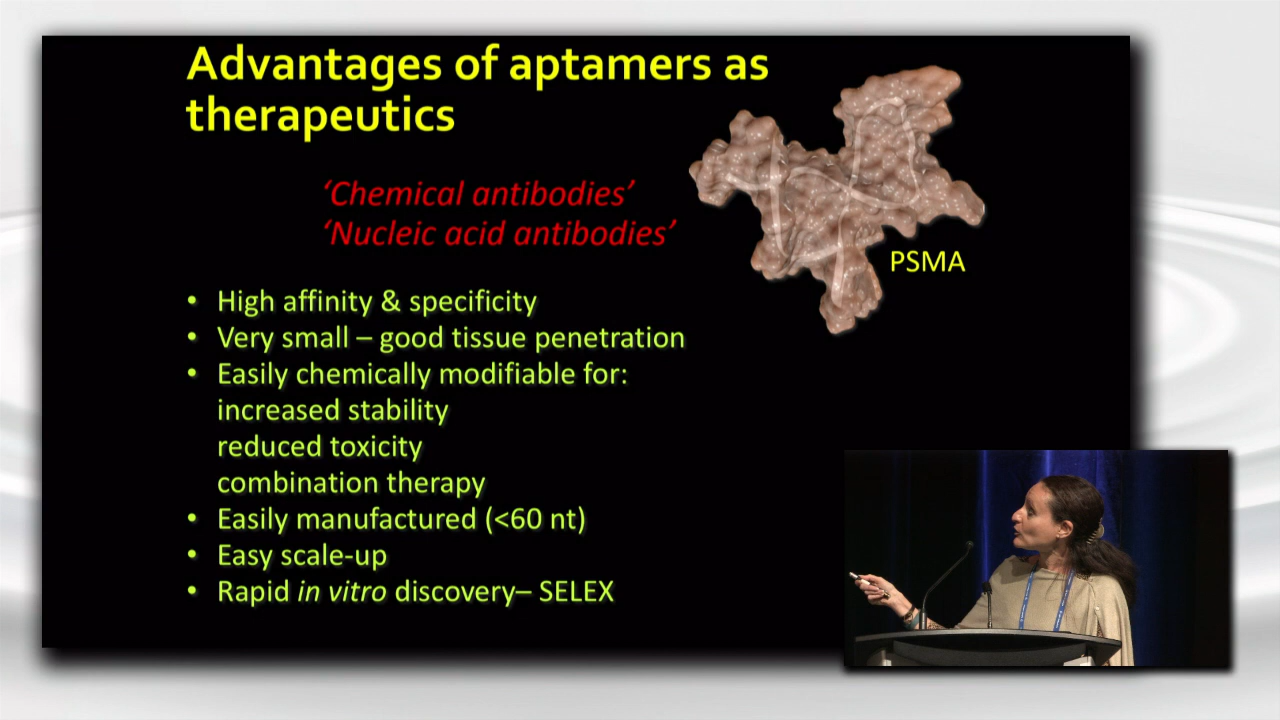 Advantages of aptamers as
therapeutics
‘Chemical antibodies’
‘Nucleic acid antibodies’
PSMA
• High affinity & specificity
• Very small – good tissue penetration
• Easily chemically modifiable for:
increased stability
reduced toxicity
combination therapy
• Easily manufactured (<60 nt)
• Easy scale-up
• Rapid in vitro discovery– SELEX